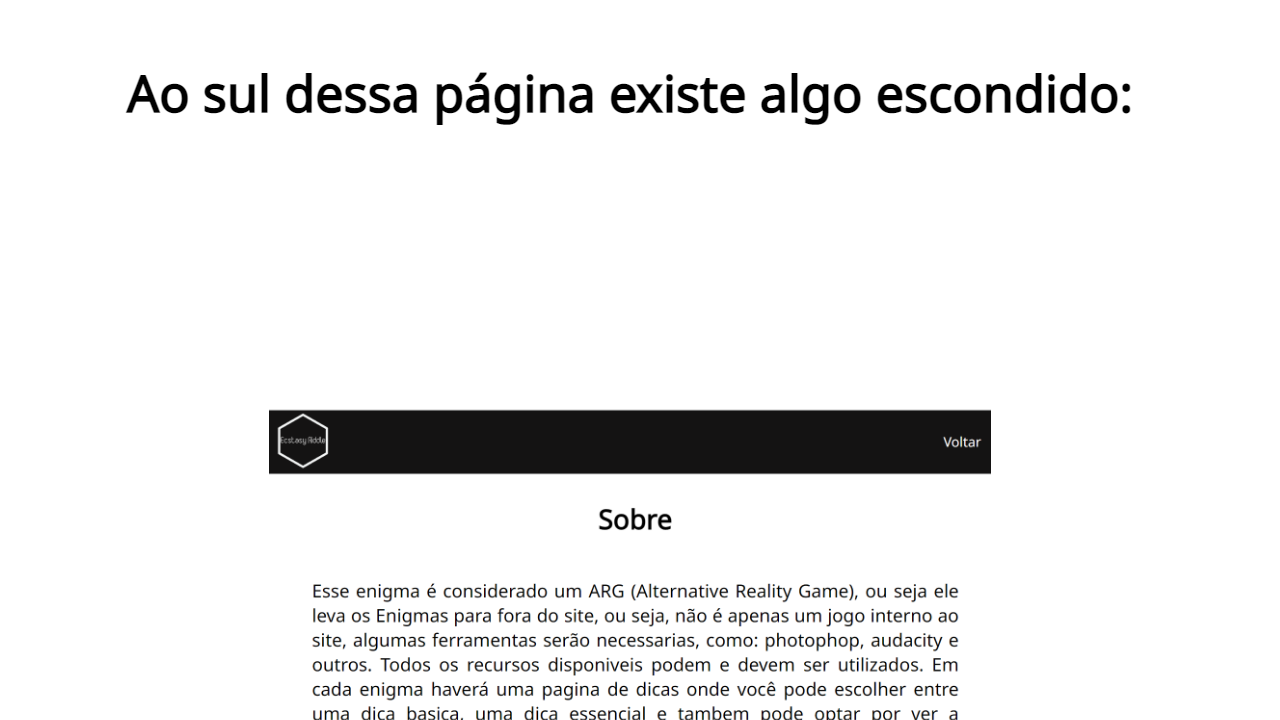 Ao sul dessa página existe algo escondido:
Ecstasy Riddle
Voltar
Sobre
Esse enigma é considerado um ARG (Alternative Reality Game), ou seja ele
leva os Enigmas para fora do site, ou seja, não é apenas um jogo interno ao
site, algumas ferramentas serão necessarias, como: photophop, audacity e
outros. Todos os recursos disponiveis podem e devem ser utilizados. Em
cada enigma haverá uma pagina de dicas onde você pode escolher entre
uma dica basica, uma dica essencial e tambem pode optar por ver a